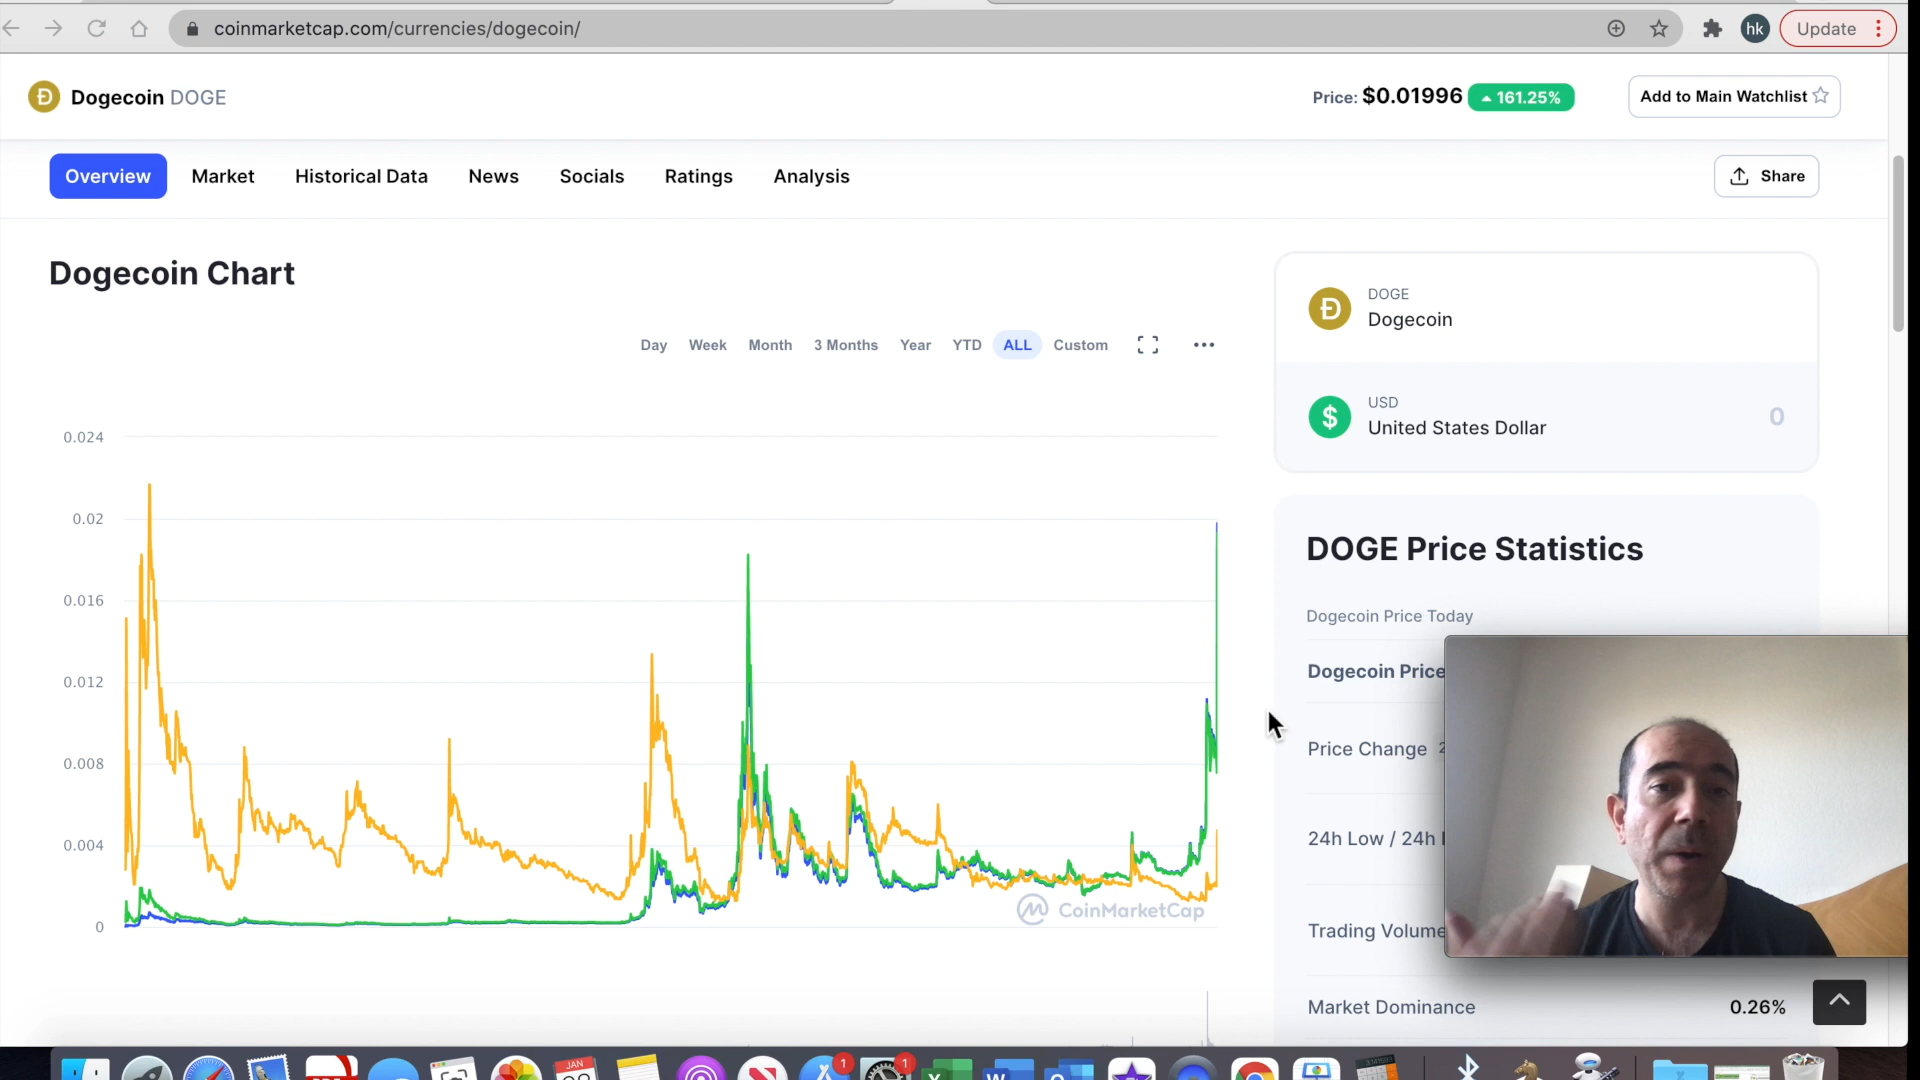 coinmarketcap.com/currencies/dogecoin/
hk
Update
Dogecoin DOGE
Price: $0.01996 161.25%
Add to Main Watchlist
Overview
Market
Historical Data
News
Socials
Ratings
Analysis
Share
Dogecoin Chart
Day
Week
Month
3 Months
Year
YTD
ALL
Custom
0.024
0.02
0.016
0.012
0.008
0.004
0
CoinMarketCap
DOGE
Dogecoin
USD
United States Dollar
0
DOGE Price Statistics
Dogecoin Price Today
Dogecoin Price
Price Change
24h Low / 24h
Trading Volume
Market Dominance
0.26%
JAN
1
1